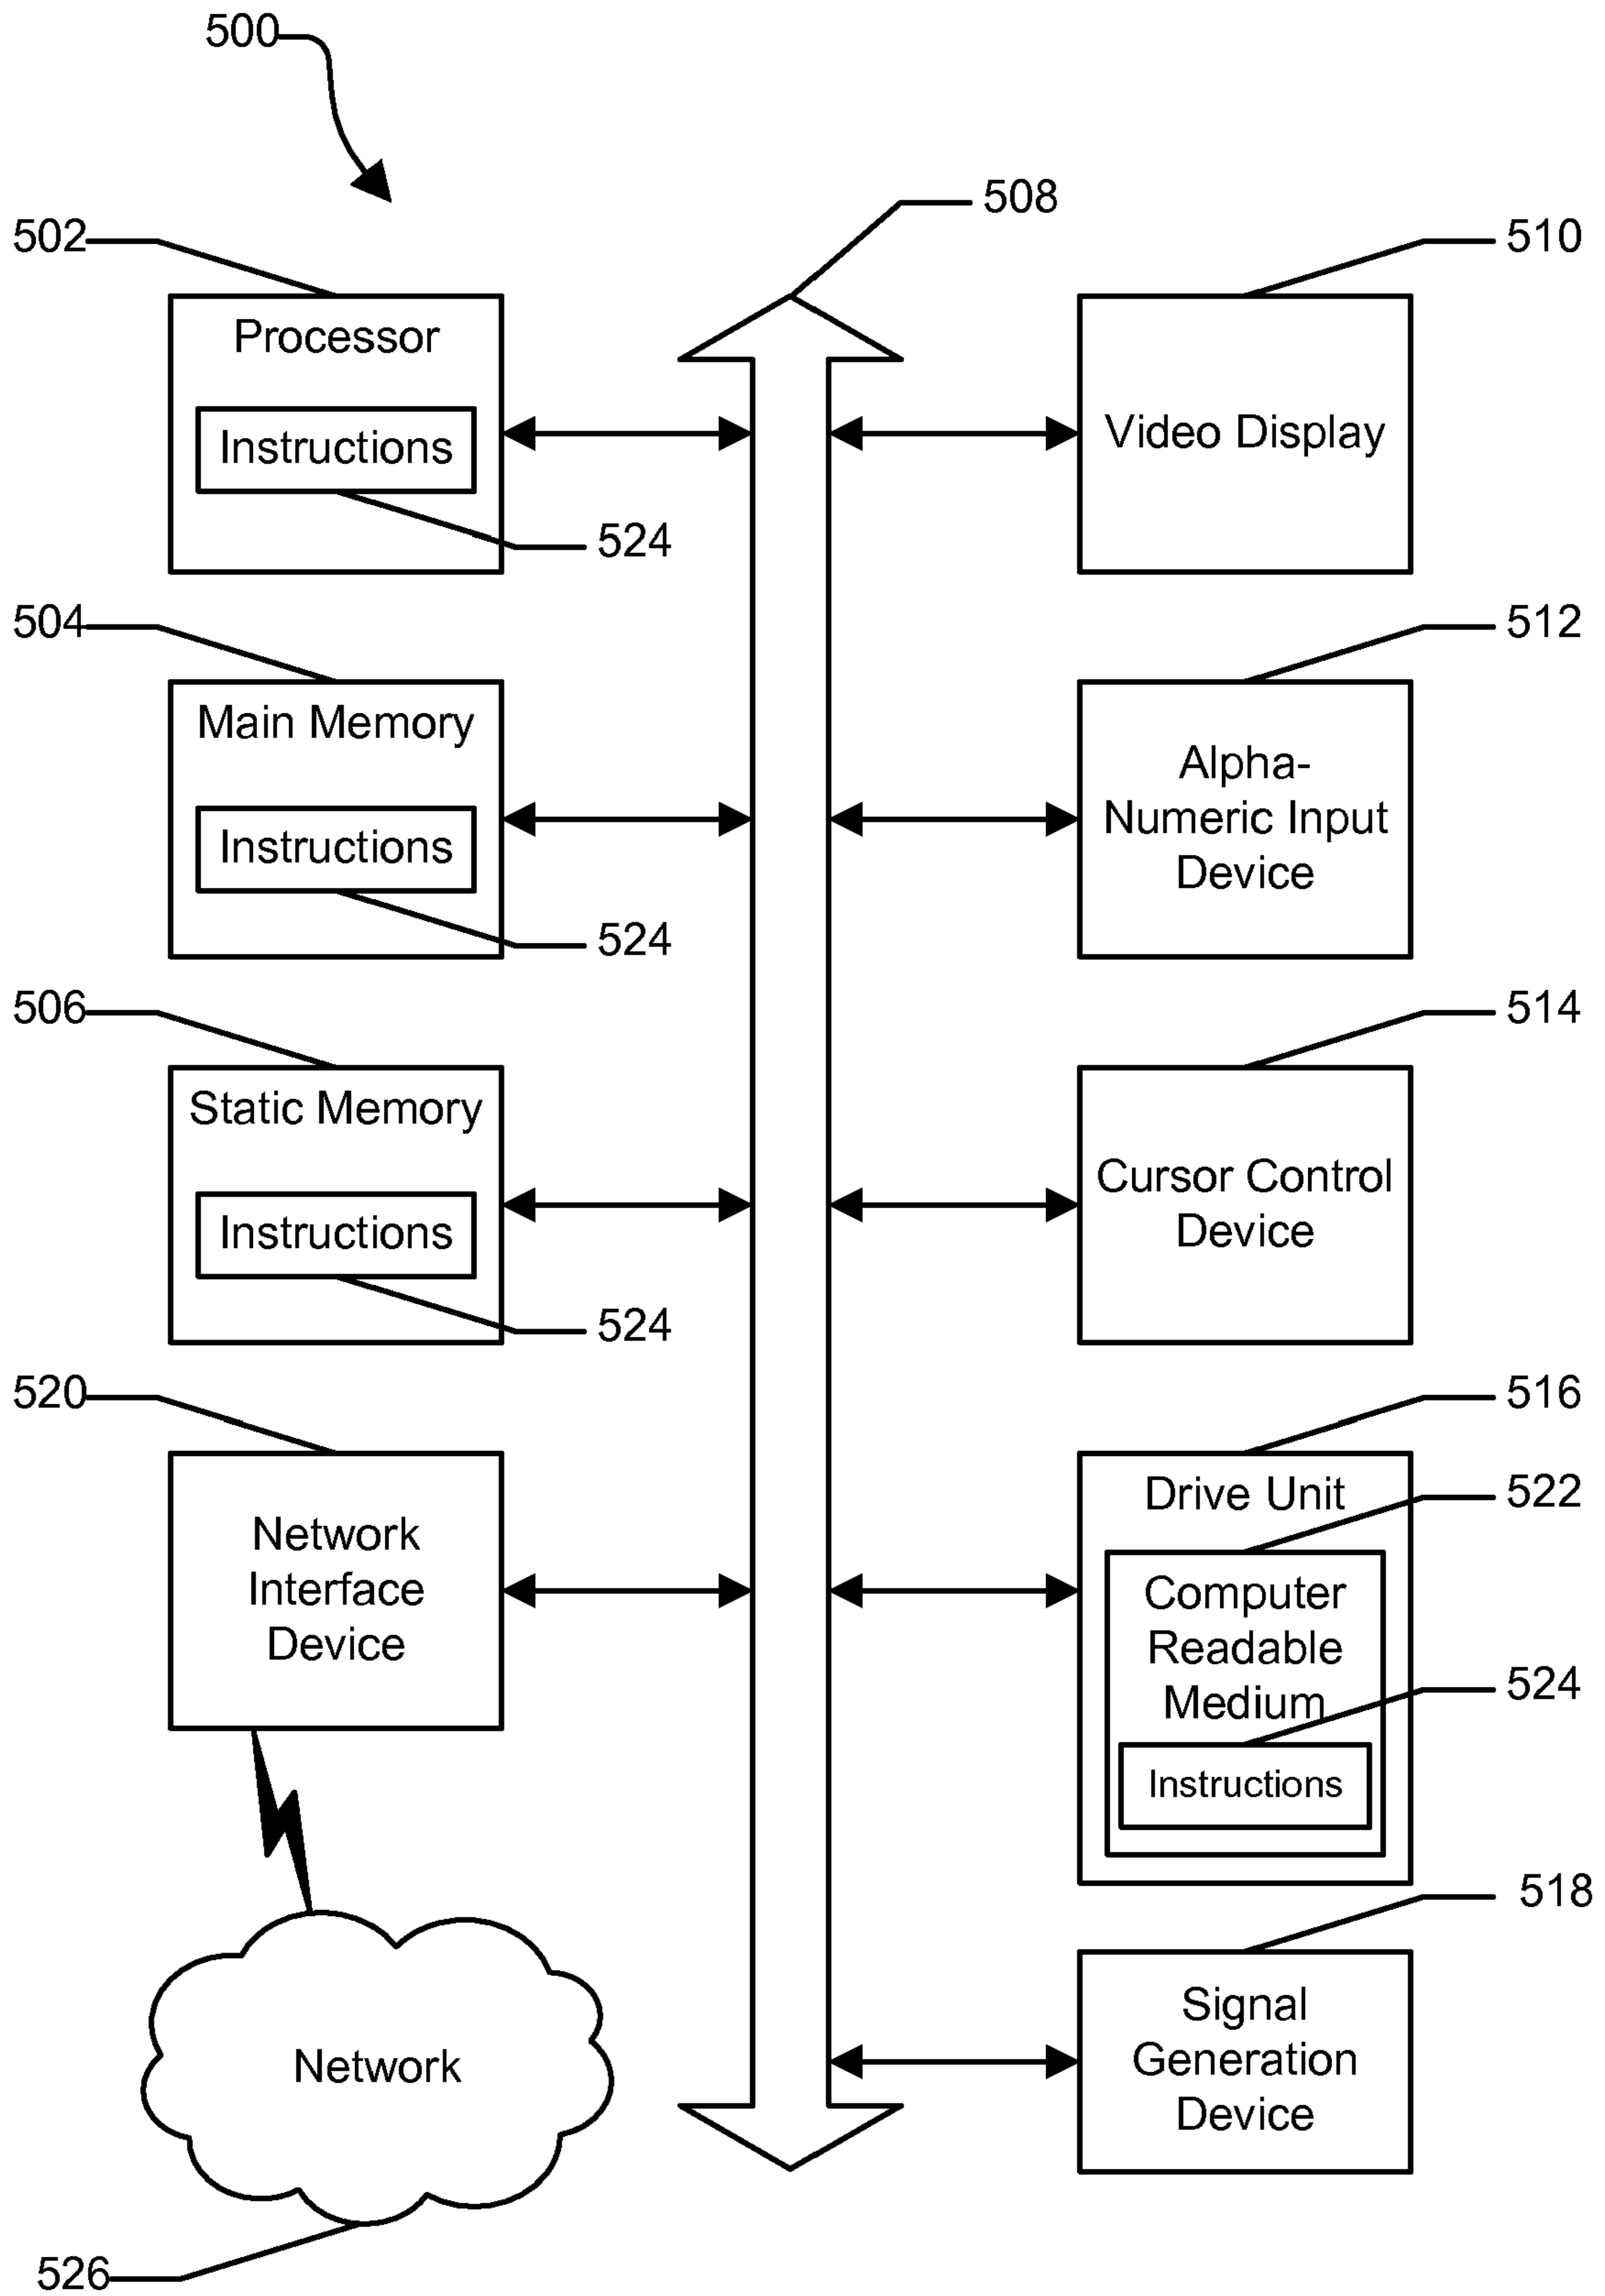 500
508
502
510
Processor
Instructions
524
Video Display
504
512
Main Memory
Instructions
524
Alpha-
Numeric Input
Device
506
514
Static Memory
Instructions
524
Cursor Control
Device
520
516
Network
Interface
Device
Drive Unit
522
Computer
Readable
Medium
524
Instructions
518
Signal
Generation
Device
Network
526